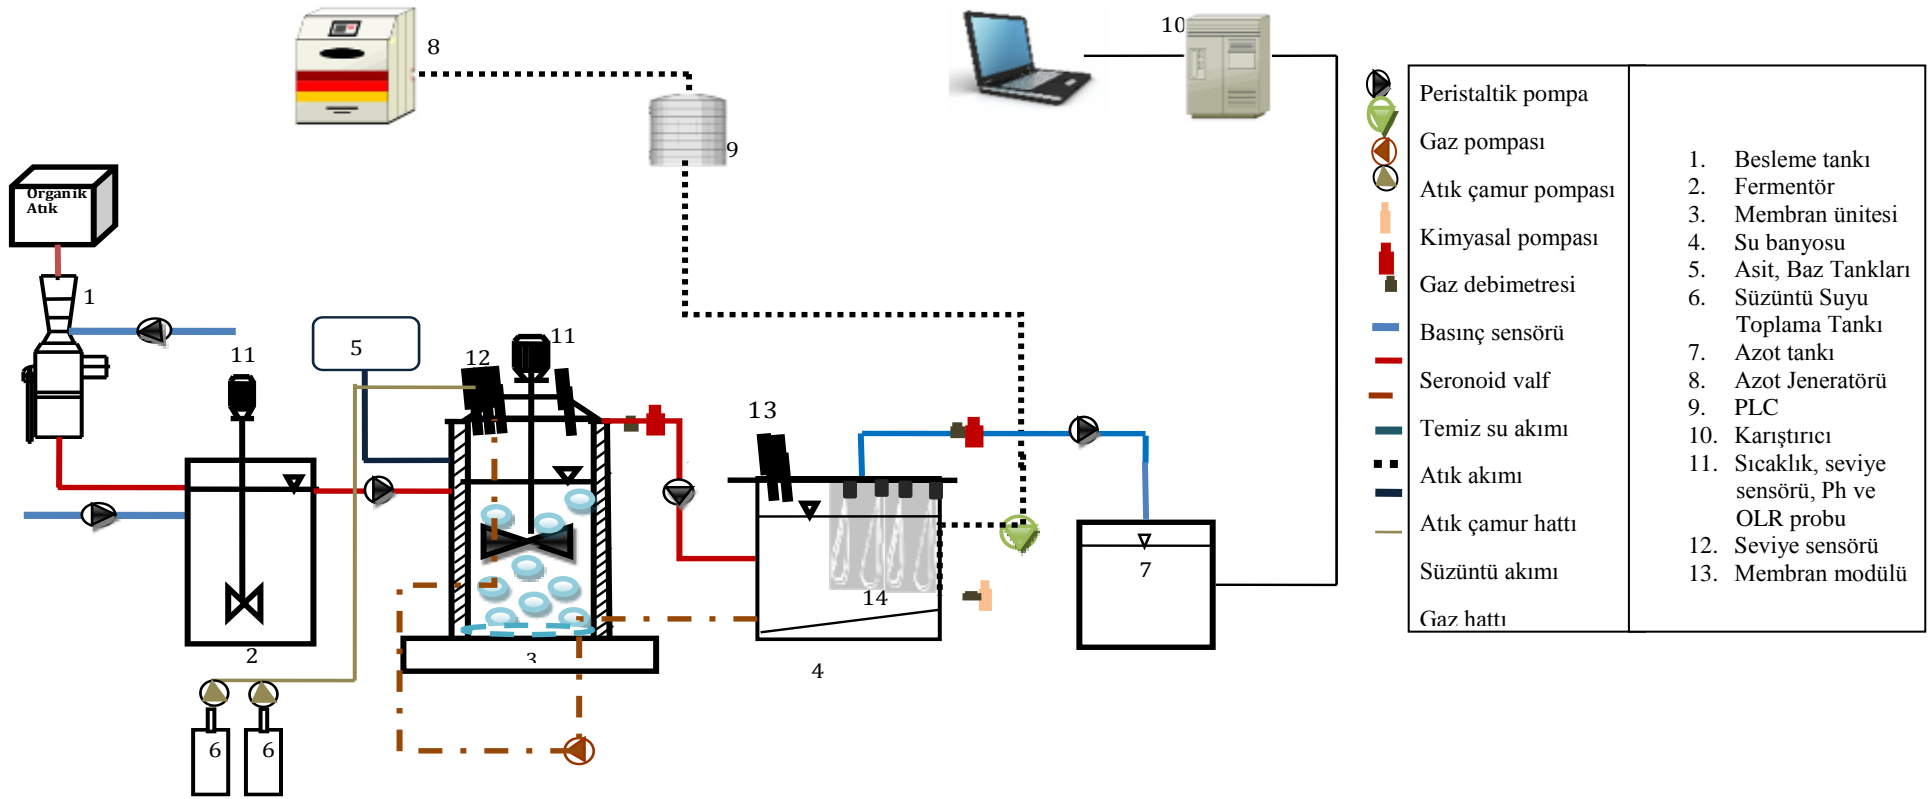 8
10
9
Organik
Atık
1
11
5
12
11
13
14
2
3
4
7
6
6
Peristaltik pompa
Gaz pompası
Atık çamur pompası
Kimyasal pompası
Gaz debimetresi
Basınç sensörü
Seronoid valf
Temiz su akımı
Atık akımı
Atık çamur hattı
Süzüntü akımı
Gaz hattı
1. Besleme tankı
2. Fermentör
3. Membran ünitesi
4. Su banyosu
5. Asit, Baz Tankları
6. Süzüntü Suyu
Toplama Tankı
7. Azot tankı
8. Azot Jeneratörü
9. PLC
10. Karıştırıcı
11. Sıcaklık, seviye
sensörü, Ph ve
OLR probu
12. Seviye sensörü
13. Membran modülü